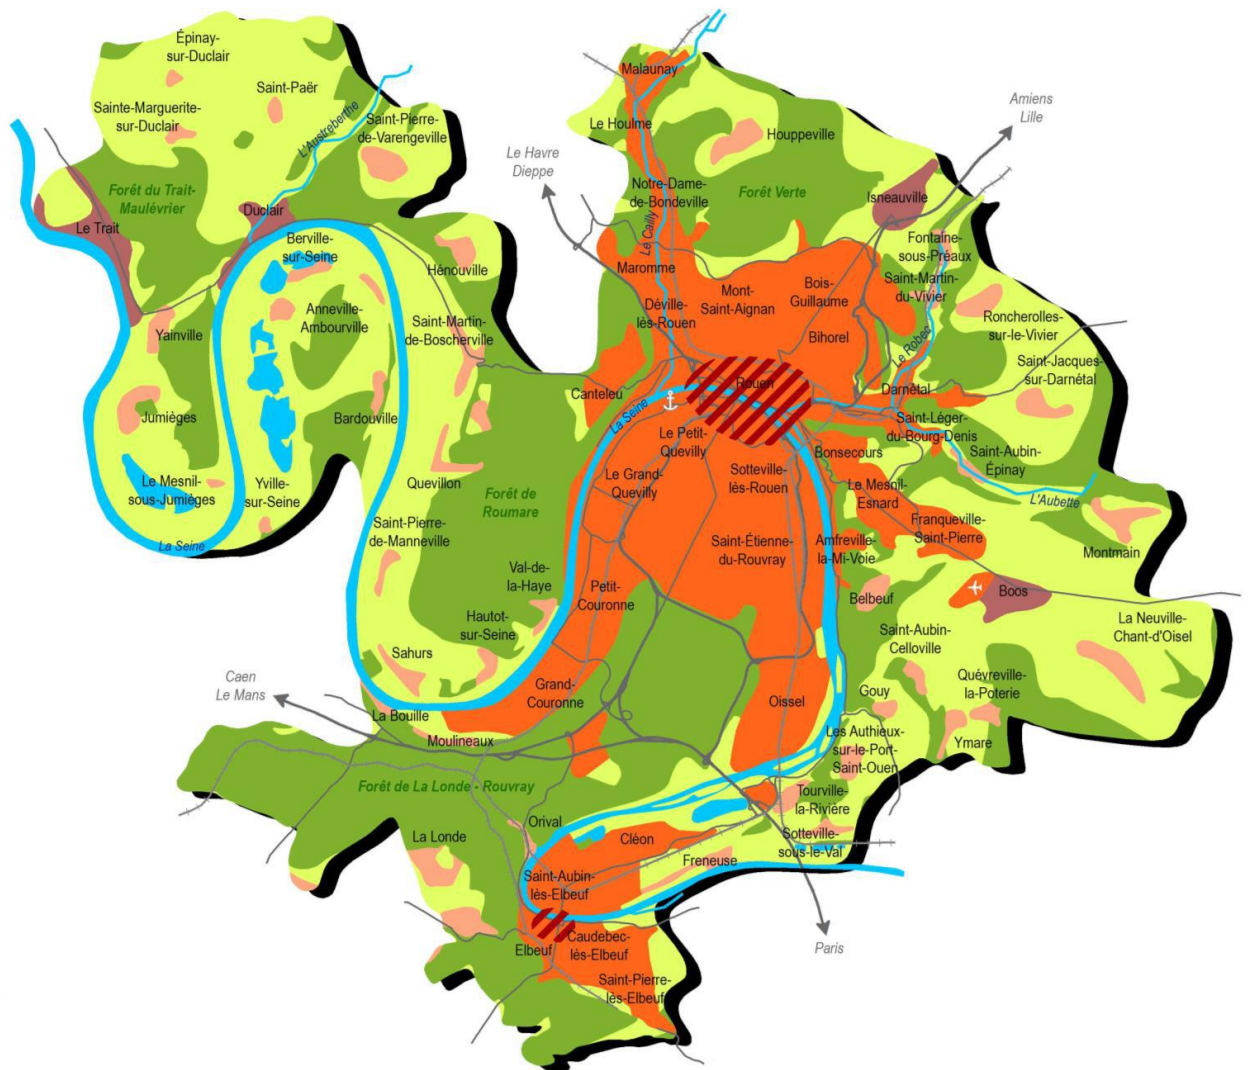 Épinay-
sur-Duclair
Saint-Paër
Sainte-Marguerite-
sur-Duclair
L'Austreberthe
Saint-Pierre-
de-Varengeville
Forêt du Trait-
Maulévrier
Le Trait
Duclair
Berville-
sur-Seine
Hénouville
Anneville-
Ambourville
Yainville
Saint-Martin-
de-Boscherville
Jumièges
Bardouville
Le Mesnil-
sous-Jumièges
Yville-
sur-Seine
La Seine
Quevillon
Saint-Pierre-
de-Manneville
Forêt de
Roumare
Val-de-
la-Haye
Hautot-
sur-Seine
Sahurs
Caen
Le Mans
La Bouille
Moulineaux
Malaunay
Le Houlme
Houppeville
Amiens
Lille
Le Havre
Dieppe
Notre-Dame-
de-Bondeville
Forêt Verte
Isneauville
Le Cailly
Fontaine-
sous-Préaux
Maromme
Mont-
Saint-Aignan
Bois-
Guillaume
Saint-Martin-
du-Vivier
Déville-
lès-Rouen
Bihorel
Roncherolles-
sur-le-Vivier
Le Robec
Saint-Jacques-
sur-Darnétal
Canteleu
Rouen
Darnétal
La Seine
Saint-Léger-
du-Bourg-Denis
Le Petit-
Quevilly
Bonsecours
Saint-Aubin-
Épinay
Le Grand-
Quevilly
Sotteville-
lès-Rouen
Le Mesnil-
Esnard
L'Aubette
Franqueville-
Saint-Pierre
Saint-Étienne-
du-Rouvray
Amfreville-
la-Mi-Voie
Montmain
Petit-
Couronne
Belbeuf
Boos
La Neuville-
Chant-d'Oisel
Saint-Aubin-
Celloville
Quévreville-
la-Poterie
Grand-
Couronne
Oissel
Gouy
Ymare
Les Authieux-
sur-le-Port-
Saint-Ouen
Forêt de La Londe - Rouvray
Tourville-
la-Rivière
Orival
La Londe
Cléon
Sotteville-
sous-le-Val
Freneuse
Saint-Aubin-
lès-Elbeuf
Elbeuf
Caudebec-
lès-Elbeuf
Paris
Saint-Pierre-
lès-Elbeuf